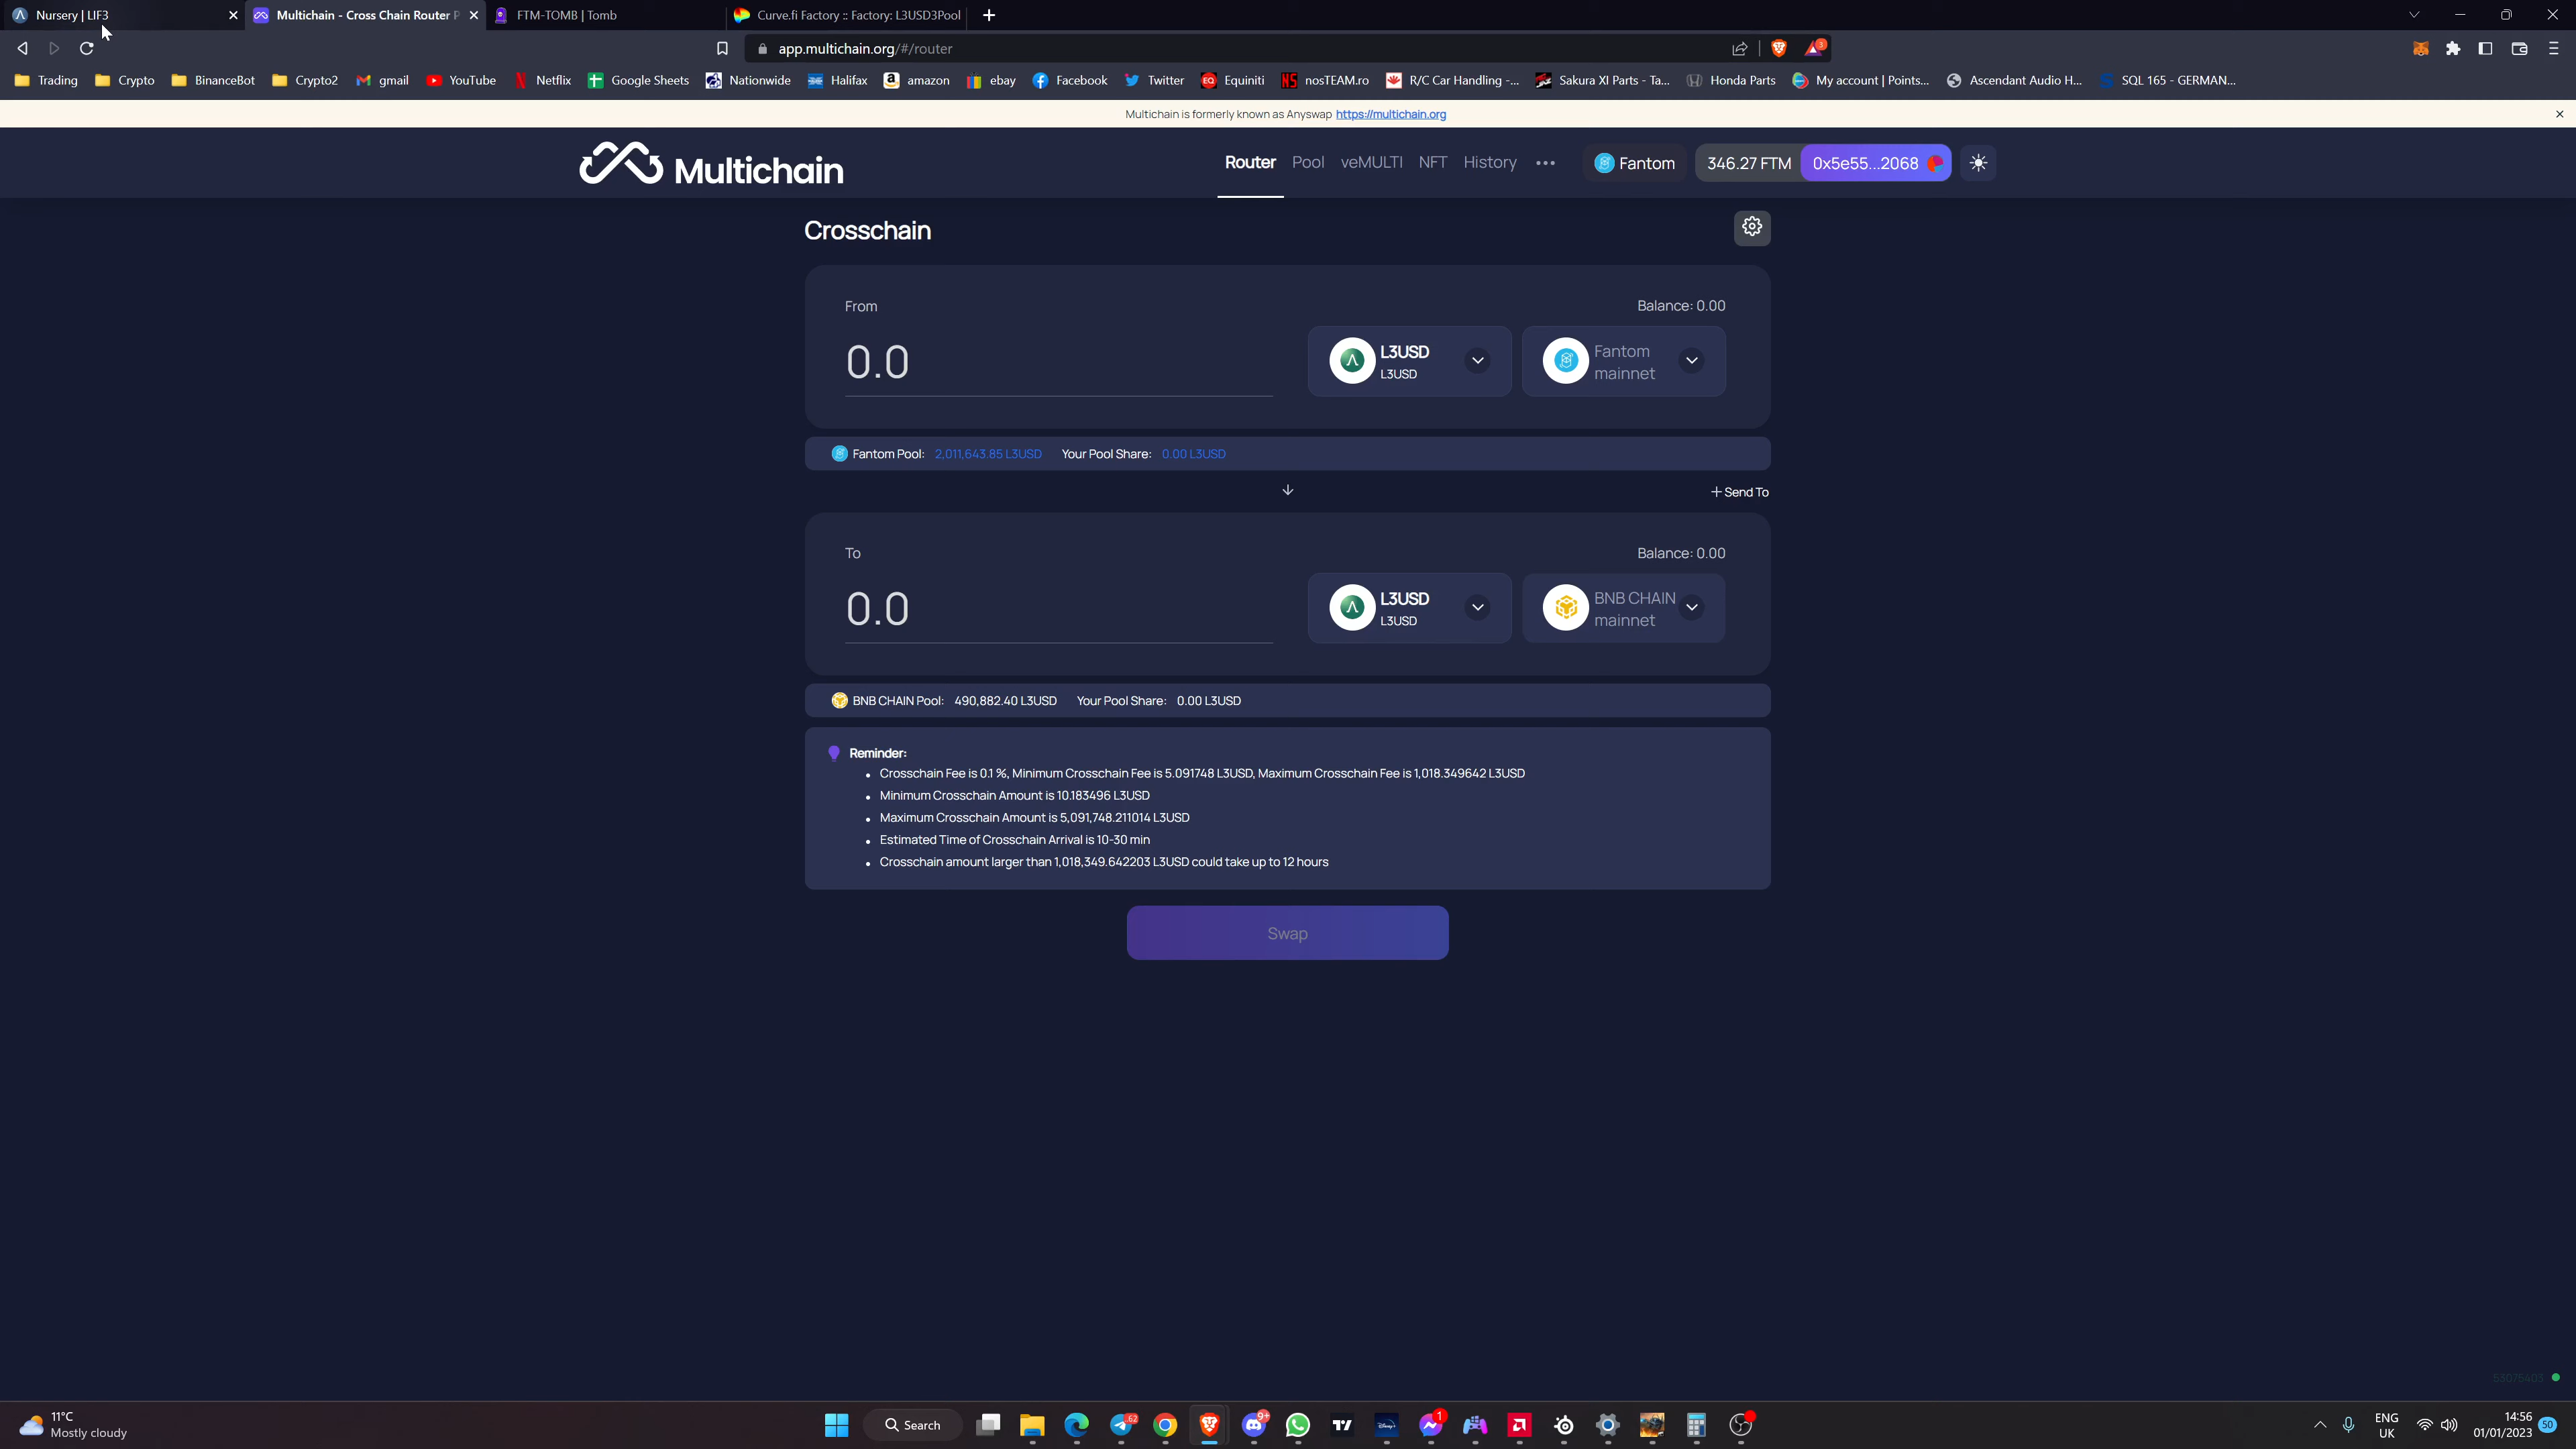 Nursery | LIF3
Multichain - Cross Chain Router P
FTM-TOMB | Tomb
Curve.fi Factory :: Factory: L3USD3Pool
app.multichain.org/#/router
3
Trading
Crypto
BinanceBot
Crypto2
gmail
YouTube
Netflix
Google Sheets
Nationwide
Halifax
amazon
ebay
Facebook
Twitter
EQ Equiniti
NS nosTEAM.ro
R/C Car Handling -...
Sakura XI Parts - Ta...
Honda Parts
My account | Points...
Ascendant Audio H...
SQL 165 - GERMAN...
Multichain is formerly known as Anyswap https://multichain.org
Multichain
Router
Pool
veMULTI
NFT
History
Fantom
346.27 FTM
0x5e55...2068
Crosschain
From
Balance: 0.00
0.0
L3USD
L3USD
Fantom
mainnet
Fantom Pool: 2,011,643.85 L3USD Your Pool Share: 0.00 L3USD
+ Send To
To
Balance: 0.00
0.0
L3USD
L3USD
BNB CHAIN
mainnet
BNB CHAIN Pool: 490,882.40 L3USD Your Pool Share: 0.00 L3USD
Reminder:
Crosschain Fee is 0.1 %, Minimum Crosschain Fee is 5.091748 L3USD, Maximum Crosschain Fee is 1,018.349642 L3USD
Minimum Crosschain Amount is 10.183496 L3USD
Maximum Crosschain Amount is 5,091,748.211014 L3USD
Estimated Time of Crosschain Arrival is 10-30 min
Crosschain amount larger than 1,018,349.642203 L3USD could take up to 12 hours
Swap
53075403
11°C
Mostly cloudy
Search
62
9+
1
ENG
UK
14:56
01/01/2023
50